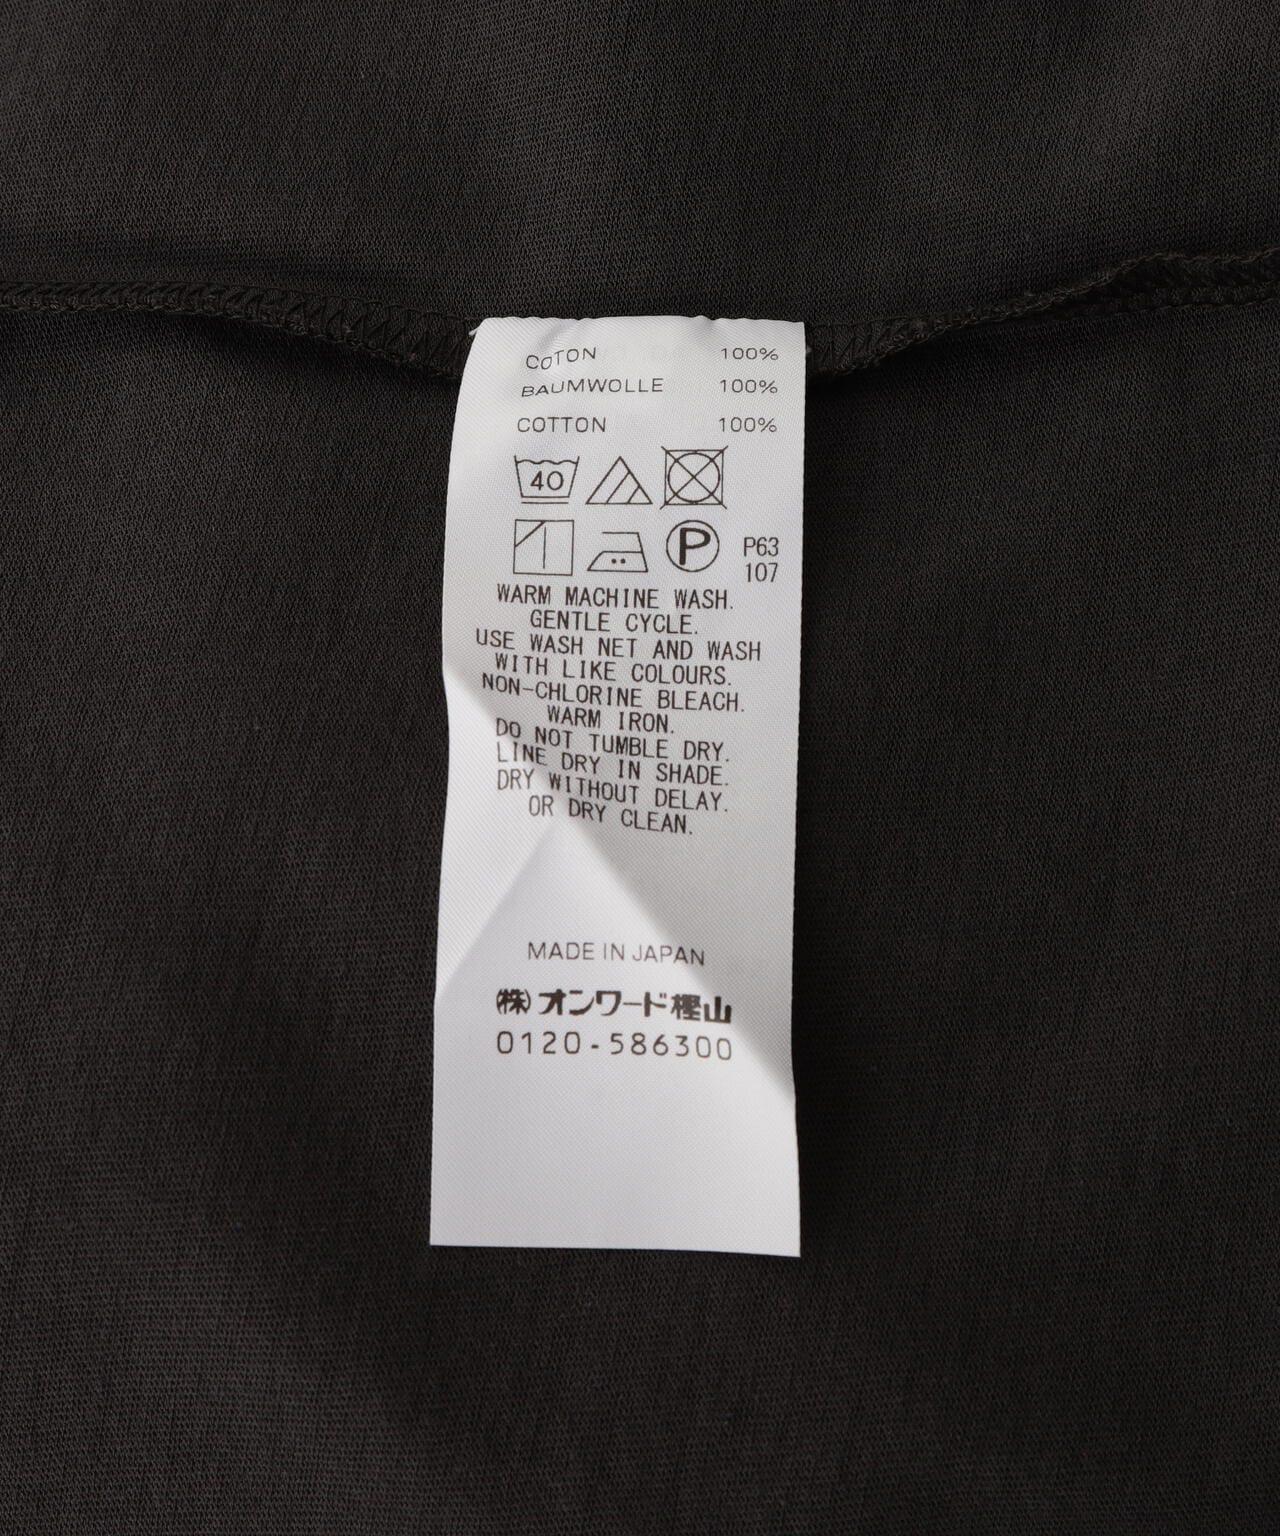 COTON 100%
BAUMWOLLE 100%
COTTON 100%
40
P P63
107
WARM MACHINE WASH.
GENTLE CYCLE.
USE WASH NET AND WASH
WITH LIKE COLOURS.
NON-CHLORINE BLEACH.
WARM IRON.
DO NOT TUMBLE DRY.
LINE DRY IN SHADE.
DRY WITHOUT DELAY.
OR DRY CLEAN.
MADE IN JAPAN
㈱オンワード樫山
0120-586300